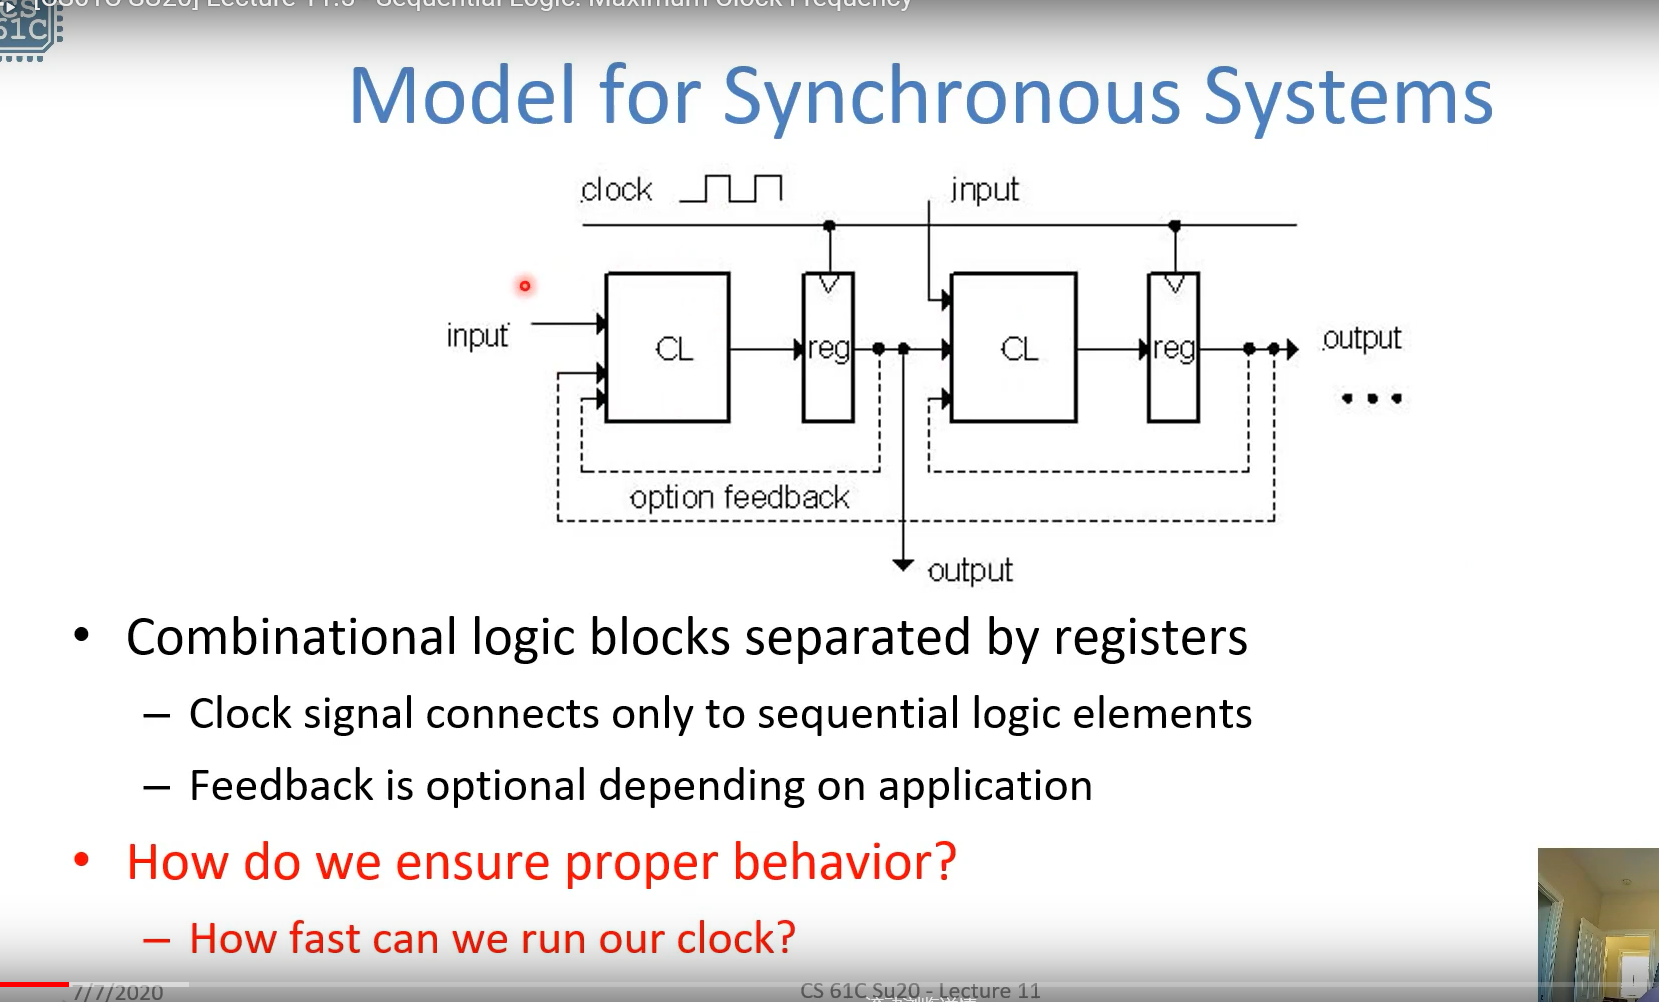 [CS61C SU20] Lecture 11.3 - Sequential Logic: Maximum Clock Frequency
CS
61C
Model for Synchronous Systems
clock
input
input
CL
reg
CL
reg
output
option feedback
output
• Combinational logic blocks separated by registers
– Clock signal connects only to sequential logic elements
– Feedback is optional depending on application
• How do we ensure proper behavior?
– How fast can we run our clock?
7/7/2020
CS 61C Su20 - Lecture 11